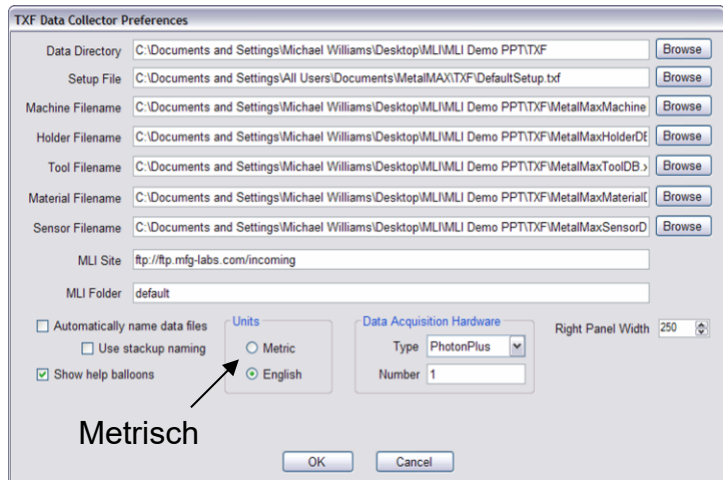 TXF Data Collector Preferences
Data Directory C:\Documents and Settings\Michael Williams\Desktop\MLI\MLI Demo PPT\TXF Browse
Setup File C:\Documents and Settings\All Users\Documents\MetalMAX\TXF\DefaultSetup.txf Browse
Machine Filename C:\Documents and Settings\Michael Williams\Desktop\MLI\MLI Demo PPT\TXF\MetalMaxMachine Browse
Holder Filename C:\Documents and Settings\Michael Williams\Desktop\MLI\MLI Demo PPT\TXF\MetalMaxHolderDB Browse
Tool Filename C:\Documents and Settings\Michael Williams\Desktop\MLI\MLI Demo PPT\TXF\MetalMaxToolDB.x Browse
Material Filename C:\Documents and Settings\Michael Williams\Desktop\MLI\MLI Demo PPT\TXF\MetalMaxMaterialD Browse
Sensor Filename C:\Documents and Settings\Michael Williams\Desktop\MLI\MLI Demo PPT\TXF\MetalMaxSensorD Browse
MLI Site ftp://ftp.mfg-labs.com/incoming
MLI Folder default
Automatically name data files
Use stackup naming
Show help balloons
Units
Metric
English
Data Acquisition Hardware
Type PhotonPlus
Number 1
Right Panel Width 250
Metrisch
OK Cancel